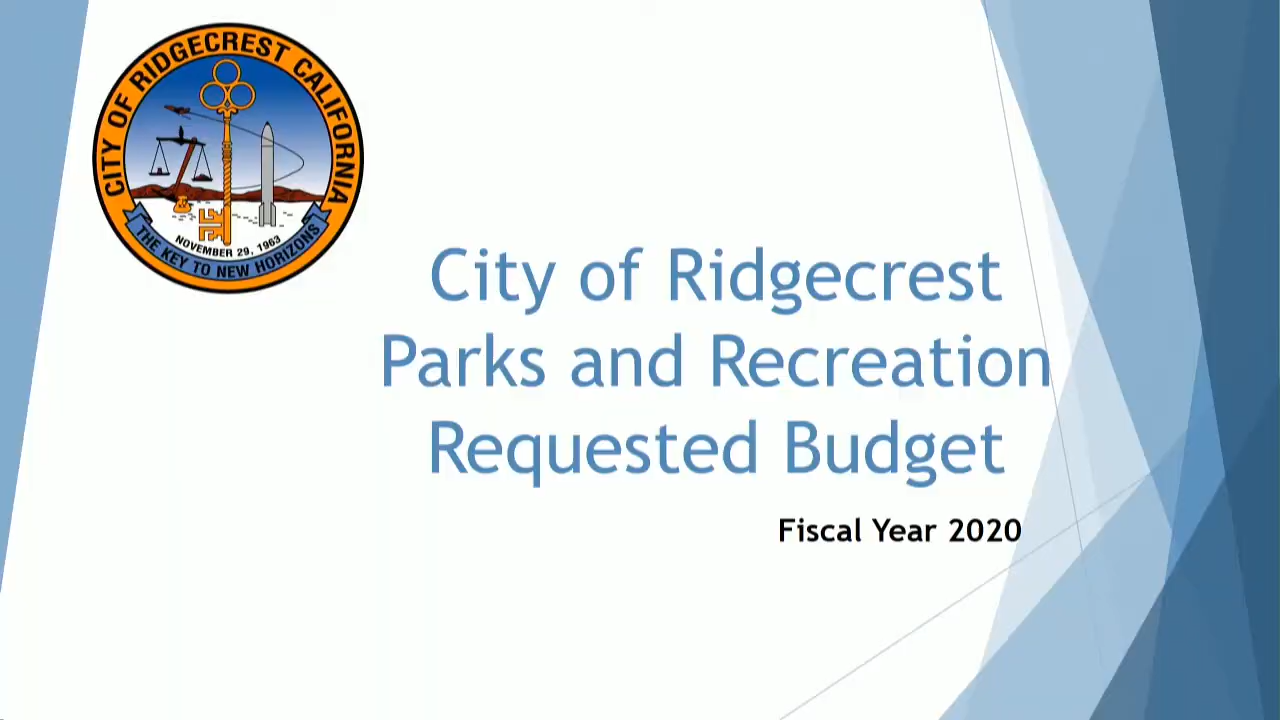 CITY OF RIDGECREST CALIFORNIA
NOVEMBER 29, 1963
THE KEY TO NEW HORIZONS
City of Ridgecrest
Parks and Recreation
Requested Budget
Fiscal Year 2020